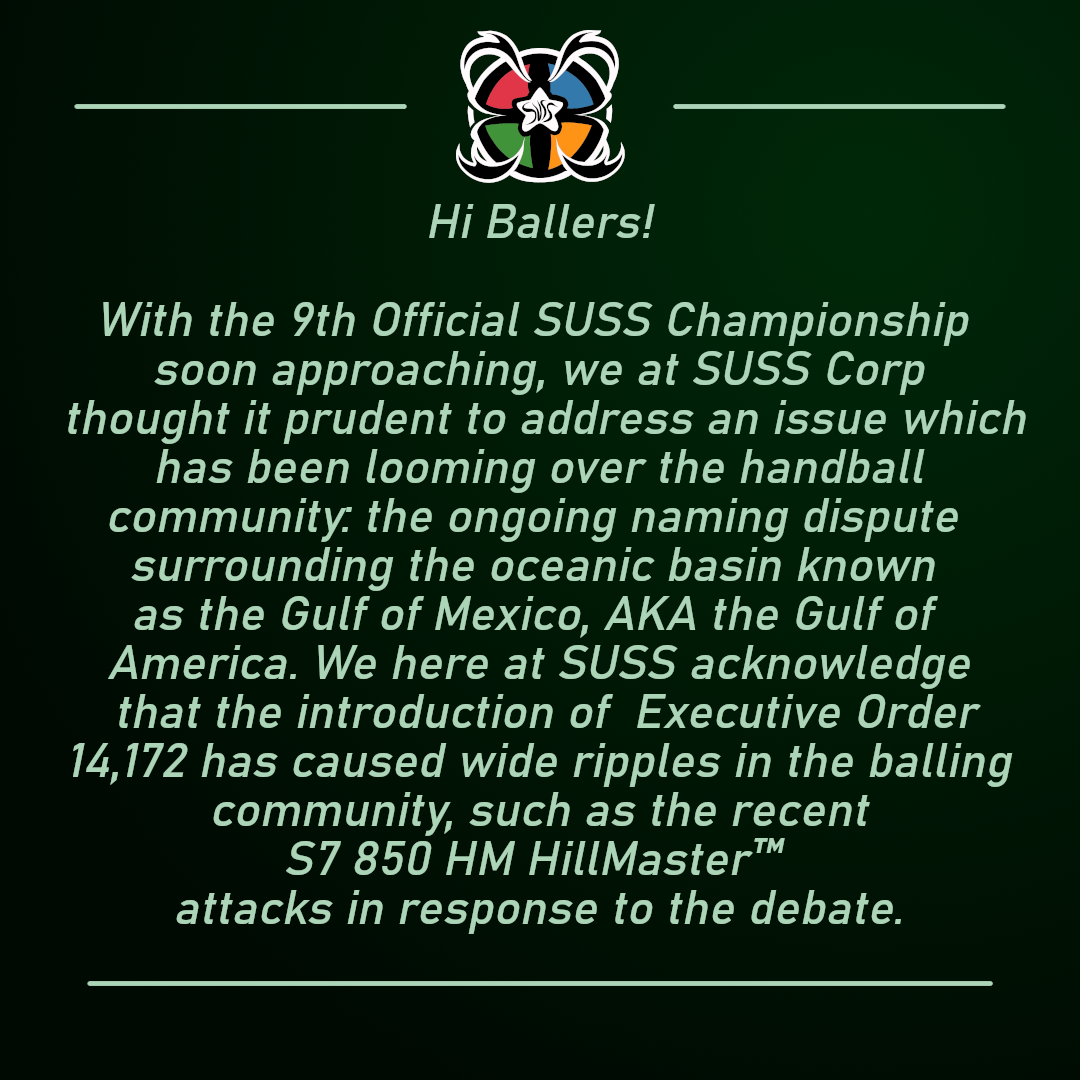 SUSS
Hi Ballers!
With the 9th Official SUSS Championship
soon approaching, we at SUSS Corp
thought it prudent to address an issue which
has been looming over the handball
community: the ongoing naming dispute
surrounding the oceanic basin known
as the Gulf of Mexico, AKA the Gulf of
America. We here at SUSS acknowledge
that the introduction of  Executive Order
14,172 has caused wide ripples in the balling
community, such as the recent
S7 850 HM HillMaster™
attacks in response to the debate.